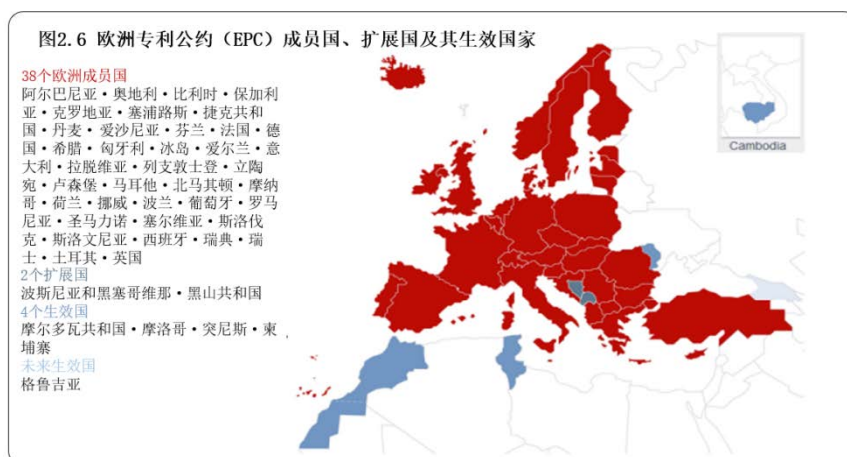 图2.6 欧洲专利公约（EPC）成员国、扩展国及其生效国家
38个欧洲成员国
阿尔巴尼亚•奥地利•比利时•保加利
亚•克罗地亚•塞浦路斯•捷克共和
国•丹麦• 爱沙尼亚•芬兰•法国•德
国•希腊• 匈牙利•冰岛•爱尔兰•意
大利•拉脱维亚•列支敦士登•立陶
宛•卢森堡•马耳他•北马其顿•摩纳
哥•荷兰•挪威•波兰•葡萄牙•罗马
尼亚•圣马力诺•塞尔维亚•斯洛伐
克•斯洛文尼亚•西班牙•瑞典•瑞
士•土耳其•英国
2个扩展国
波斯尼亚和黑塞哥维那•黑山共和国
4个生效国
摩尔多瓦共和国•摩洛哥•突尼斯•柬
埔寨
未来生效国
格鲁吉亚
Cambodia